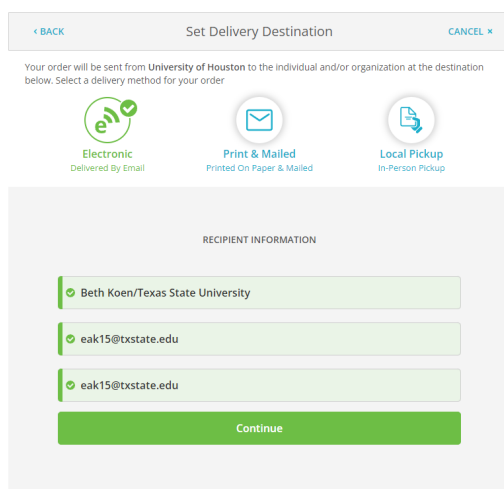 ‹ BACK
Set Delivery Destination
CANCEL ×
Your order will be sent from University of Houston to the individual and/or organization at the destination
below. Select a delivery method for your order
e
Electronic
Delivered By Email
Print & Mailed
Printed On Paper & Mailed
Local Pickup
In-Person Pickup
RECIPIENT INFORMATION
Beth Koen/Texas State University
eak15@txstate.edu
eak15@txstate.edu
Continue